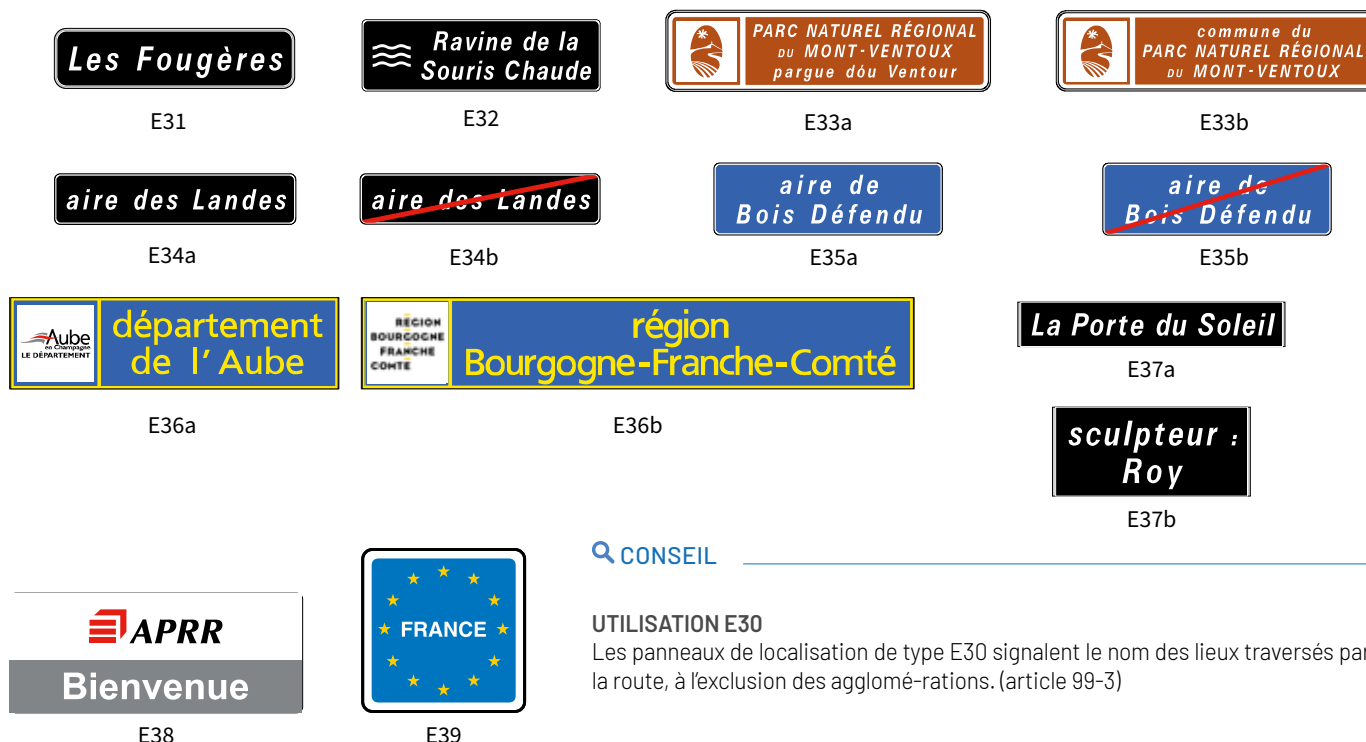 Les Fougères
E31
Ravine de la
Souris Chaude
E32
PARC NATUREL RÉGIONAL
DU MONT-VENTOUX
pargue dóu Ventour
E33a
commune du
PARC NATUREL RÉGIONAL
DU MONT-VENTOUX
E33b
aire des Landes
E34a
aire des Landes
E34b
aire de
Bois Défendu
E35a
aire de
Bois Défendu
E35b
Aube
en Champagne
LE DÉPARTEMENT
département
de l'Aube
E36a
RÉGION
BOURGOGNE
FRANCHE
COMTÉ
région
Bourgogne-Franche-Comté
E36b
La Porte du Soleil
E37a
sculpteur :
Roy
E37b
APRR
Bienvenue
E38
FRANCE
E39
CONSEIL
UTILISATION E30
Les panneaux de localisation de type E30 signalent le nom des lieux traversés par
la route, à l'exclusion des agglomé-rations. (article 99-3)